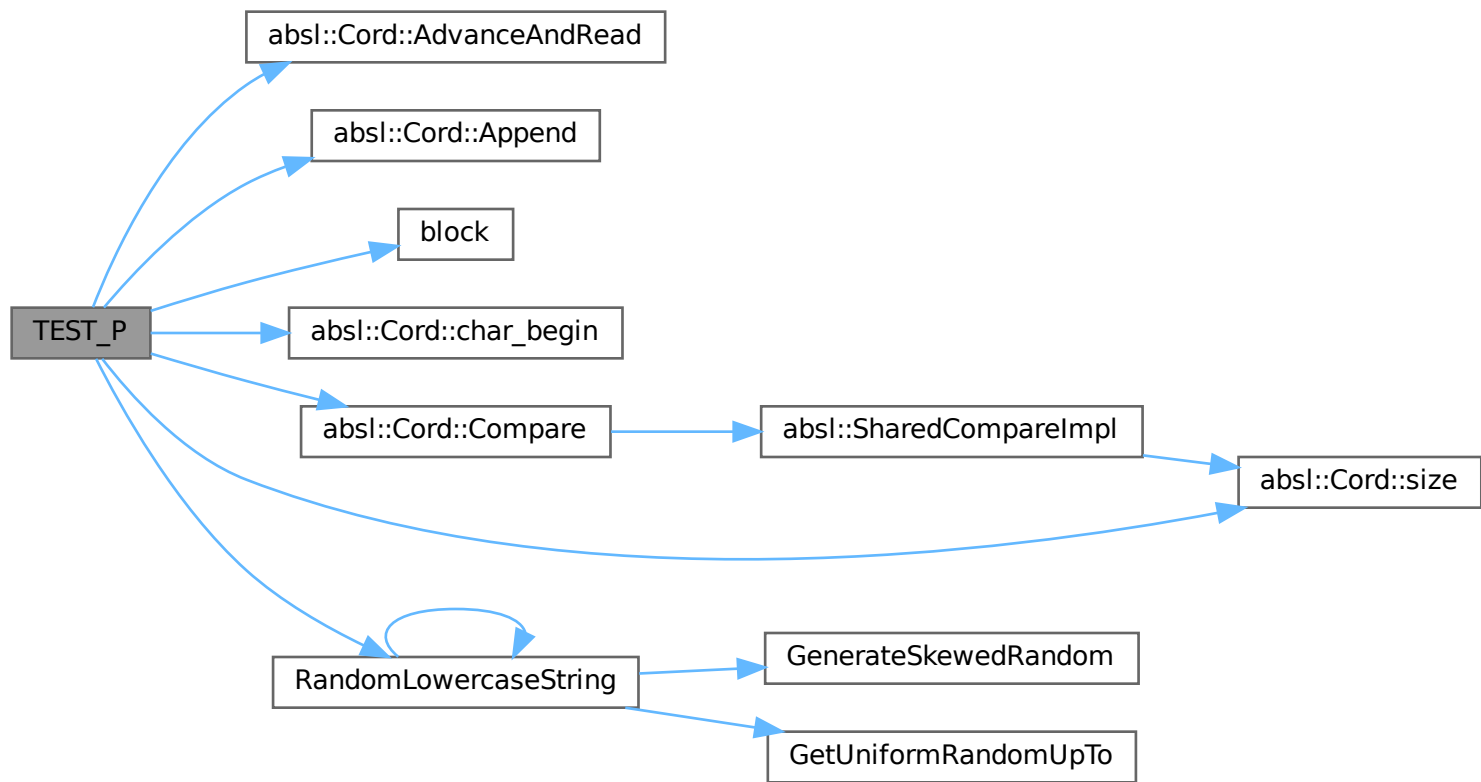 absl::Cord::AdvanceAndRead
absl::Cord::Append
block
TEST_P
absl::Cord::char_begin
absl::Cord::Compare
absl::SharedCompareImpl
absl::Cord::size
RandomLowercaseString
GenerateSkewedRandom
GetUniformRandomUpTo